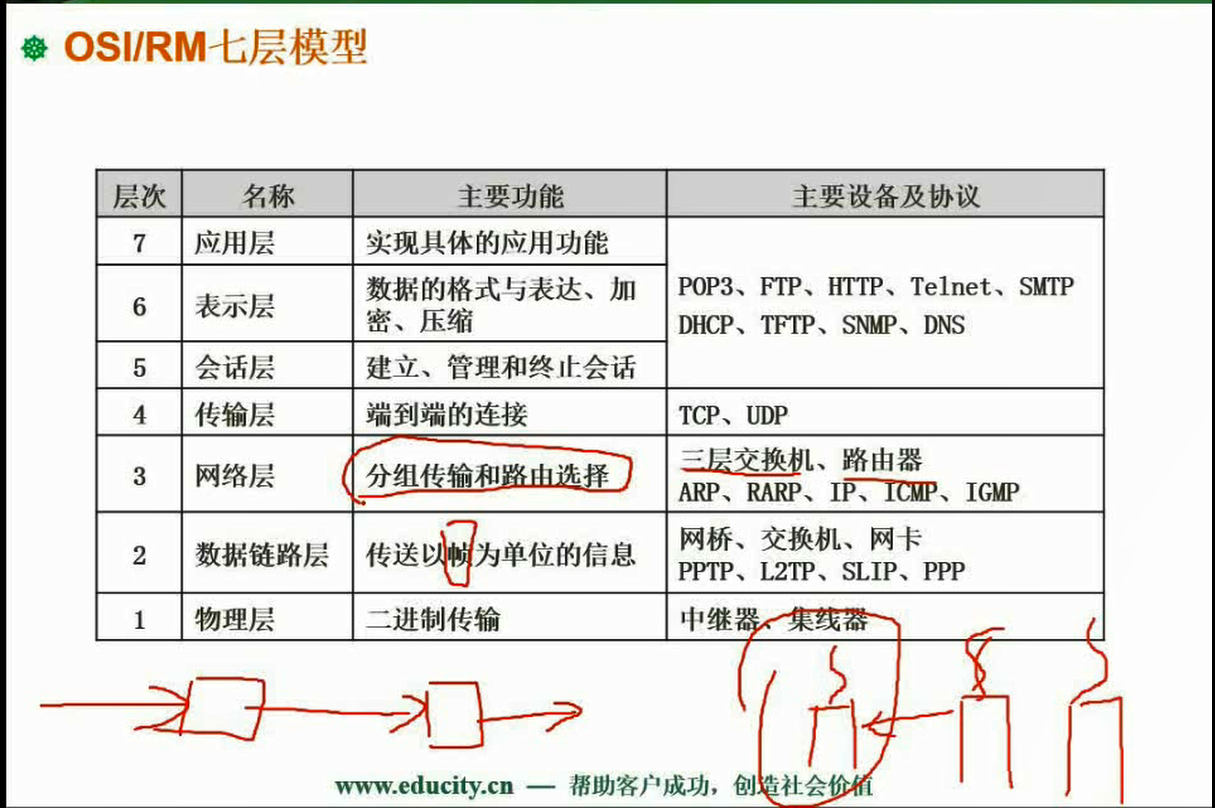 OSI/RM七层模型
层次 名称 主要功能 主要设备及协议
7 应用层 实现具体的应用功能
6 表示层 数据的格式与表达、加
密、压缩
POP3、FTP、HTTP、Telnet、SMTP
DHCP、TFTP、SNMP、DNS
5 会话层 建立、管理和终止会话
4 传输层 端到端的连接 TCP、UDP
3 网络层 分组传输和路由选择 三层交换机、路由器
ARP、RARP、IP、ICMP、IGMP
2 数据链路层 传送以帧为单位的信息 网桥、交换机、网卡
PPTP、L2TP、SLIP、PPP
1 物理层 二进制传输 中继器、集线器
www.educity.cn — 帮助客户成功，创造社会价值